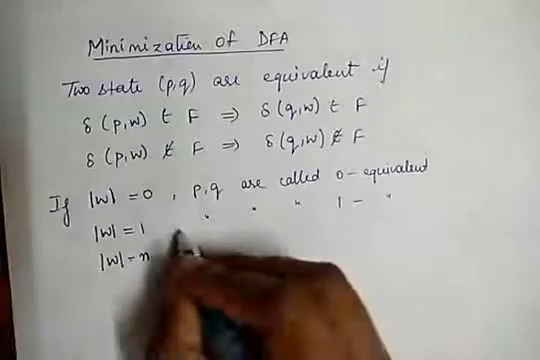 Minimization of DFA
Two state (p,q) are equivalent if
δ (p,w) ∈ F ⇒ δ (q,w) ∈ F
δ (p,w) ∉ F ⇒ δ (q,w) ∉ F
If |w| = 0 , p,q are called 0 - equivalent
|w| = 1 " " " 1 - "
|w| = n